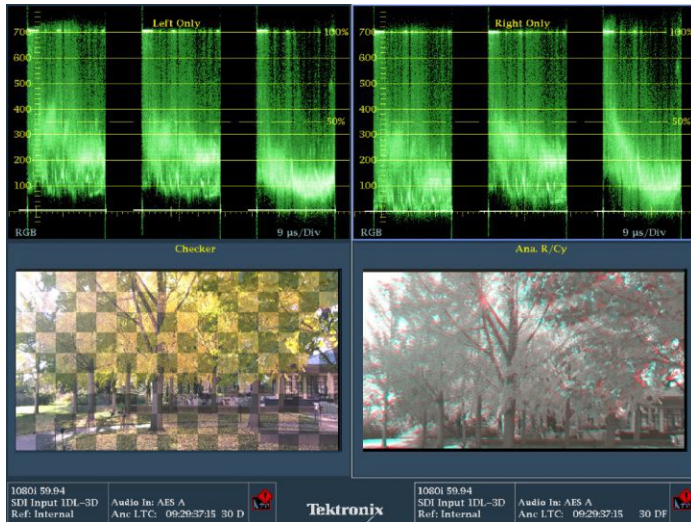 Left Only
Right Only
700
600
500
400
300
200
100
0
100%
50%
RGB
9 µs/Div
700
600
500
400
300
200
100
0
100%
50%
RGB
9 µs/Div
Checker
Ana. R/Cy
1080i 59.94
SDI Input 1DL-3D
Ref: Internal
Audio In: AES A
Anc LTC: 09:29:37:15 30 D
Tektronix
1080i 59.94
SDI Input 1DL-3D
Ref: Internal
Audio In: AES A
Anc LTC: 09:29:37:15 30 DF